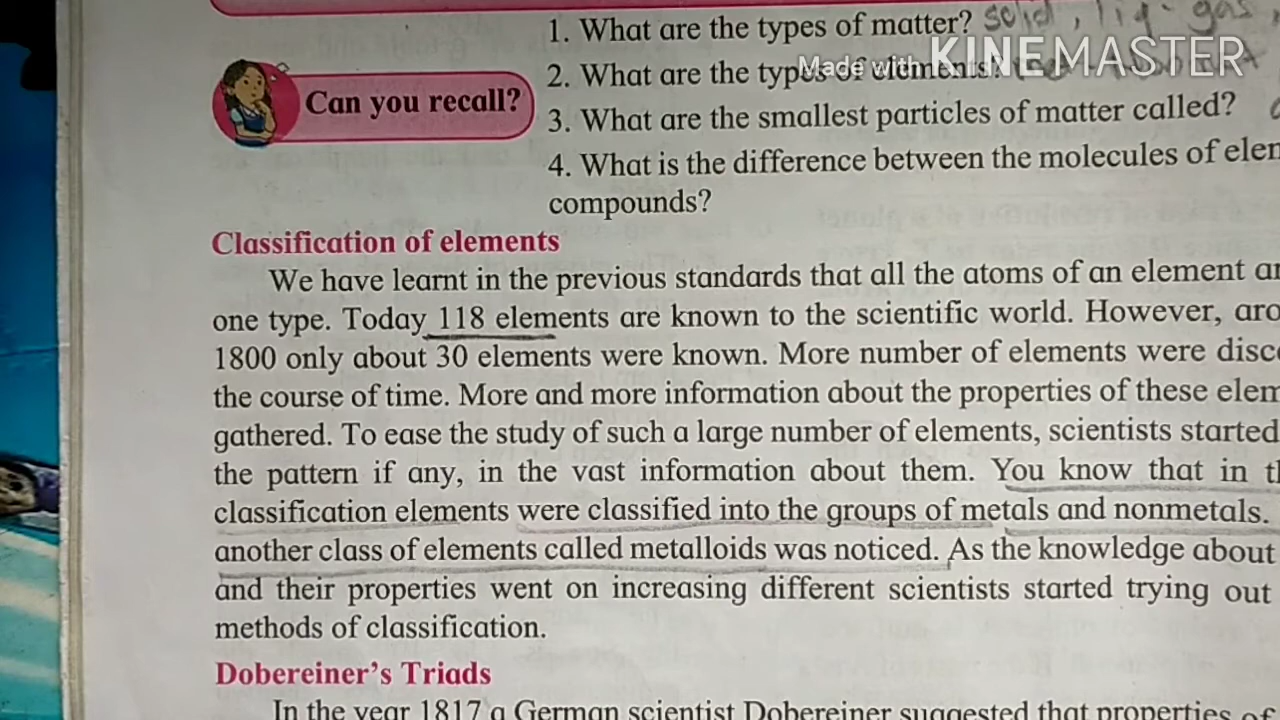 1. What are the types of matter? solid, liq- gas
Made with KINEMASTER
2. What are the types of elements?
Can you recall?
3. What are the smallest particles of matter called?
4. What is the difference between the molecules of elem
compounds?
Classification of elements
We have learnt in the previous standards that all the atoms of an element ar
one type. Today 118 elements are known to the scientific world. However, aro
1800 only about 30 elements were known. More number of elements were disco
the course of time. More and more information about the properties of these elem
gathered. To ease the study of such a large number of elements, scientists started
the pattern if any, in the vast information about them. You know that in th
classification elements were classified into the groups of metals and nonmetals.
another class of elements called metalloids was noticed. As the knowledge about
and their properties went on increasing different scientists started trying out
methods of classification.
Dobereiner's Triads
In the year 1817 a German scientist Dobereiner suggested that properties of